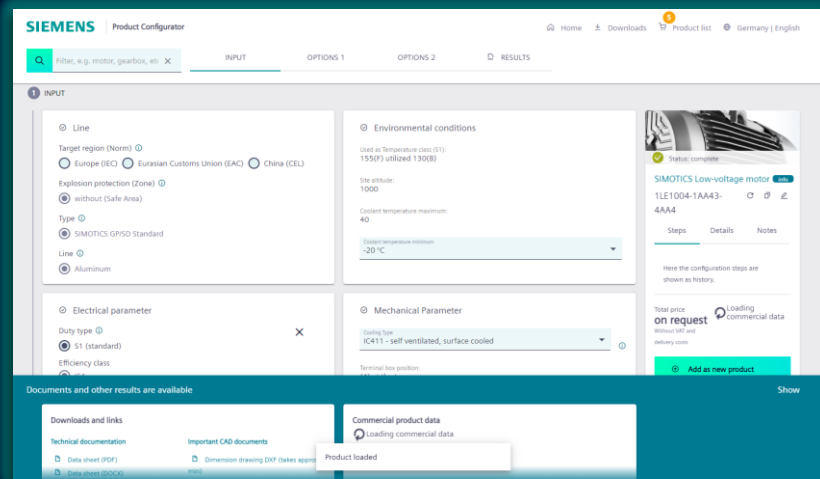 SIEMENS
Product Configurator
Home
Downloads
5
Product list
Germany | English
Filter, e.g. motor, gearbox, etc
INPUT
OPTIONS 1
OPTIONS 2
RESULTS
1 INPUT
Line
Target region (Norm)
Europe (IEC)
Eurasian Customs Union (EAC)
China (CEL)
Explosion protection (Zone)
without (Safe Area)
Type
SIMOTICS GP/SD Standard
Line
Aluminum
Environmental conditions
Used as Temperature class (S1):
155(F) utilized 130(B)
Site altitude:
1000
Coolant temperature maximum:
40
Coolant temperature minimum
-20 °C
Status: complete
SIMOTICS Low-voltage motor
info
1LE1004-1AA43-
4AA4
Steps
Details
Notes
Here the configuration steps are
shown as history.
Total price
on request
Without VAT and
delivery costs
Loading
commercial data
Add as new product
Electrical parameter
Duty type
S1 (standard)
Efficiency class
Mechanical Parameter
Cooling Type
IC411 - self ventilated, surface cooled
Terminal box position:
Documents and other results are available
Show
Downloads and links
Technical documentation
Data sheet (PDF)
Data sheet (DOCX)
Important CAD documents
Dimension drawing DXF (takes appro
min)
Commercial product data
Loading commercial data
Product loaded